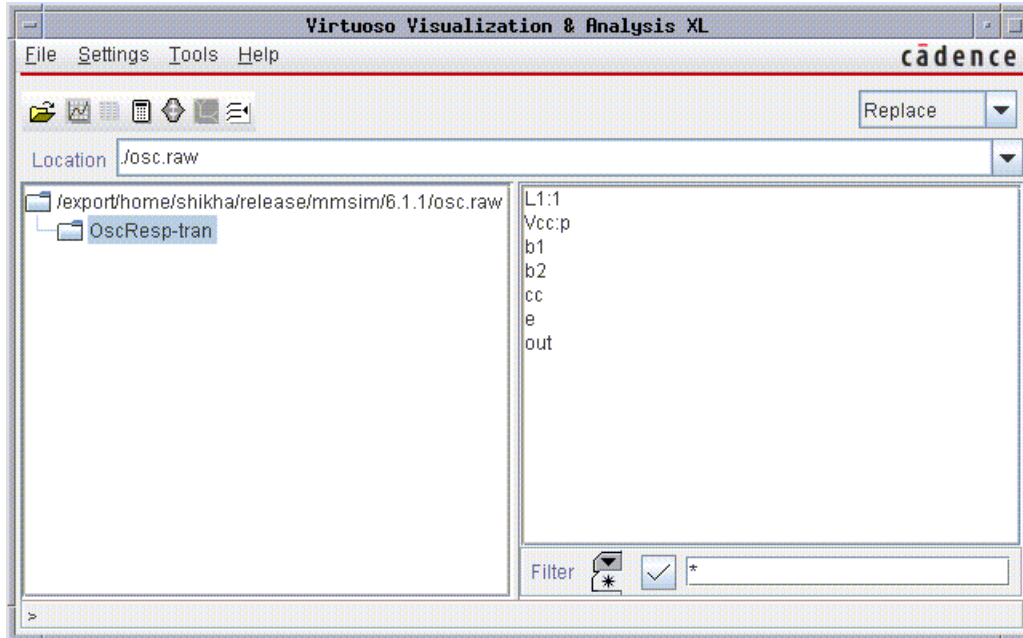 Virtuoso Visualization & Analysis XL
File Settings Tools Help
cādence
Replace
Location ./osc.raw
/export/home/shikha/release/mmsim/6.1.1/osc.raw
OscResp-tran
L1:1
Vcc:p
b1
b2
cc
e
out
Filter *
>